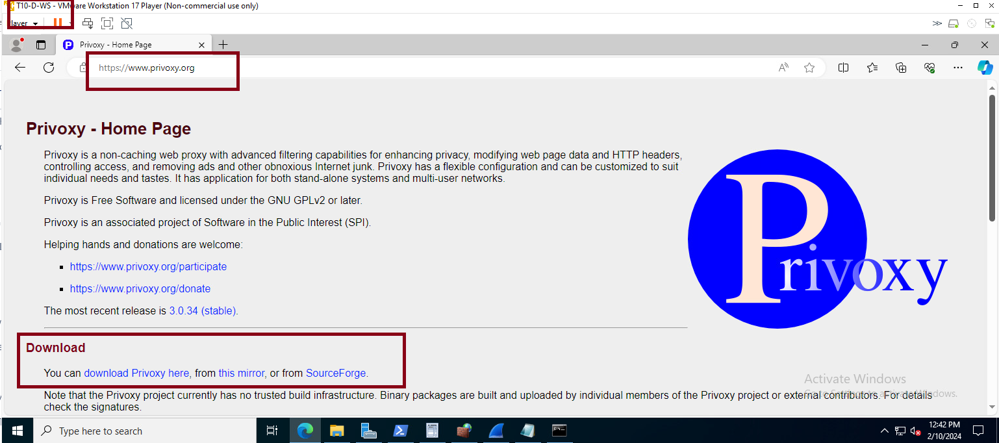 T10-D-WS - VMware Workstation 17 Player (Non-commercial use only)
layer
Privoxy - Home Page
https://www.privoxy.org
Privoxy - Home Page
Privoxy is a non-caching web proxy with advanced filtering capabilities for enhancing privacy, modifying web page data and HTTP headers,
controlling access, and removing ads and other obnoxious Internet junk. Privoxy has a flexible configuration and can be customized to suit
individual needs and tastes. It has application for both stand-alone systems and multi-user networks.
Privoxy is Free Software and licensed under the GNU GPLv2 or later.
Privoxy is an associated project of Software in the Public Interest (SPI).
Helping hands and donations are welcome:
https://www.privoxy.org/participate
https://www.privoxy.org/donate
The most recent release is 3.0.34 (stable).
Privoxy
Download
You can download Privoxy here, from this mirror, or from SourceForge.
Activate Windows
Go to Settings to activate Windows.
Note that the Privoxy project currently has no trusted build infrastructure. Binary packages are built and uploaded by individual members of the Privoxy project or external contributors. For details
check the signatures.
Type here to search
12:42 PM
2/10/2024